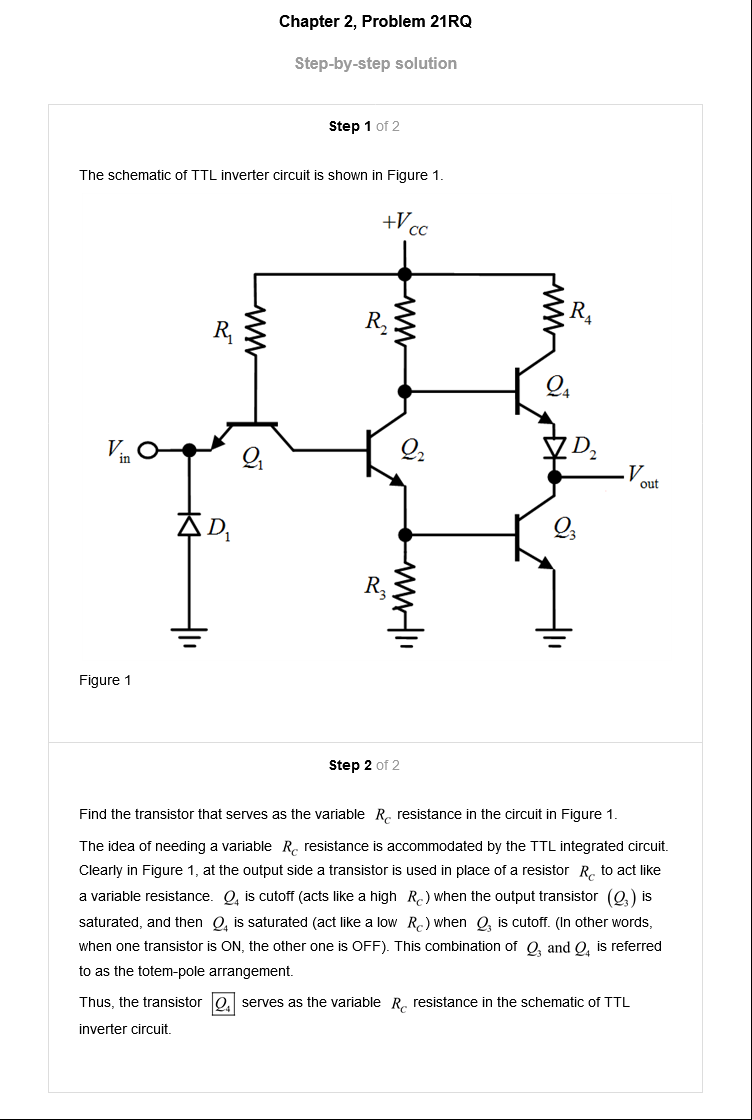 Chapter 2, Problem 21RQ
Step-by-step solution
Step 1 of 2
The schematic of TTL inverter circuit is shown in Figure 1.
+V_CC
R_1
R_2
R_4
Q_4
V_in
Q_1
Q_2
D_2
V_out
D_1
Q_3
R_3
Figure 1
Step 2 of 2
Find the transistor that serves as the variable R_C resistance in the circuit in Figure 1.
The idea of needing a variable R_C resistance is accommodated by the TTL integrated circuit.
Clearly in Figure 1, at the output side a transistor is used in place of a resistor R_C to act like
a variable resistance. Q_4 is cutoff (acts like a high R_C) when the output transistor (Q_3) is
saturated, and then Q_4 is saturated (act like a low R_C) when Q_3 is cutoff. (In other words,
when one transistor is ON, the other one is OFF). This combination of Q_3 and Q_4 is referred
to as the totem-pole arrangement.
Thus, the transistor Q_4 serves as the variable R_C resistance in the schematic of TTL
inverter circuit.